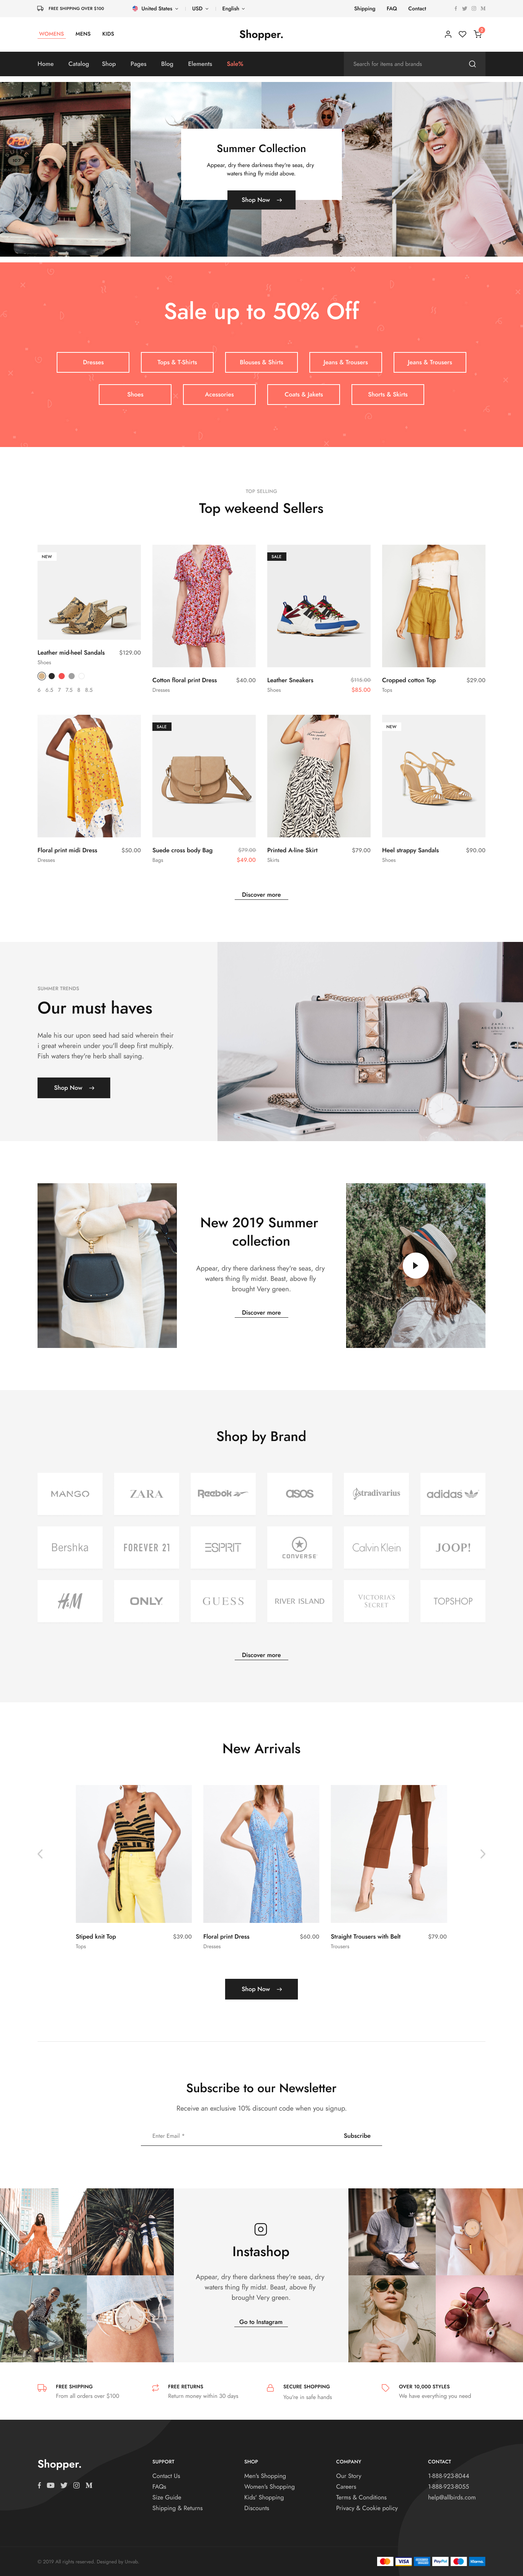 FREE SHIPPING OVER $150 United States USD English Shipping FAQ Contact
WOMENS MENS KIDS Shopper.
Home Catalog Shop Pages Blog Elements Sale% Search for items and brands
Summer Collection
Appear, dry there darkness they're seas, dry
waters thing fly midst above.
Shop Now
Sale up to 50% Off
Dresses Tops & T-Shirts Blouses & Shirts Jeans & Trousers Jeans & Trousers
Shoes Acessories Coats & Jakets Shorts & Skirts
TOP SELLING
Top wekeend Sellers
NEW SALE
Leather mid-heel Sandals $129.00
Shoes
6 6.5 7 7.5 8 8.5
Cotton floral print Dress $40.00
Dresses
Leather Sneakers $115.00
Shoes $85.00
Cropped cotton Top $29.00
Tops
SALE NEW
Floral print midi Dress $50.00
Dresses
Suede cross body Bag $79.00
Bags $49.00
Printed A-line Skirt $79.00
Skirts
Heel strappy Sandals $90.00
Shoes
Discover more
SUMMER TRENDS
Our must haves
Male his our upon seed had said wherein their
i great wherein under you'll deep first multiply.
Fish waters they're herb shall saying.
Shop Now
New 2019 Summer
collection
Appear, dry there darkness they're seas, dry
waters thing fly midst. Beast, above fly
brought Very green.
Discover more
Shop by Brand
MANGO ZARA Reebok asos stradivarius adidas
Bershka FOREVER 21 ESPRIT CONVERSE Calvin Klein JOOP!
H&M ONLY GUESS RIVER ISLAND VICTORIA'S SECRET TOPSHOP
Discover more
New Arrivals
Stiped knit Top $39.00
Tops
Floral print Dress $60.00
Dresses
Straight Trousers with Belt $79.00
Trousers
Shop Now
Subscribe to our Newsletter
Receive an exclusive 10% discount code when you signup.
Enter Email * Subscribe
Instashop
Appear, dry there darkness they're seas, dry
waters thing fly midst. Beast, above fly
brought Very green.
Go to Instagram
FREE SHIPPING
From all orders over $100
FREE RETURNS
Return money within 30 days
SECURE SHOPPING
You're in safe hands
OVER 10,000 STYLES
We have everything you need
Shopper.
SUPPORT
Contact Us
FAQs
Size Guide
Shipping & Returns
SHOP
Men's Shopping
Women's Shopping
Kids' Shopping
Discounts
COMPANY
Our Story
Careers
Terms & Conditions
Privacy & Cookie policy
CONTACT
1-888-923-8044
1-888-923-8055
help@allbirds.com
© 2019 All rights reserved. Designed by Unvab
VISA PayPal Klarna